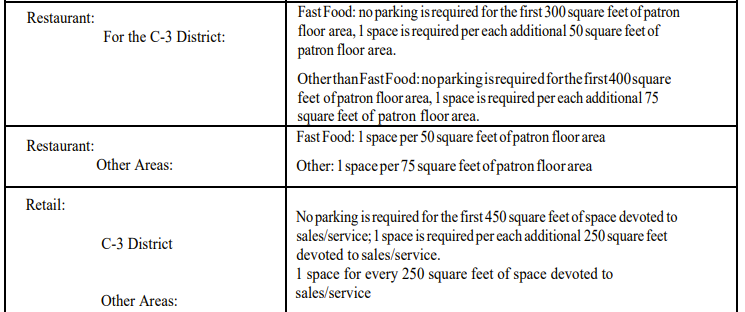 Restaurant:
For the C-3 District:
Fast Food: no parking is required for the first 300 square feet of patron
floor area, 1 space is required per each additional 50 square feet of
patron floor area.
Other than Fast Food: no parking is required for the first 400 square
feet of patron floor area, 1 space is required per each additional 75
square feet of patron floor area.
Restaurant:
Other Areas:
Fast Food: 1 space per 50 square feet of patron floor area
Other: 1 space per 75 square feet of patron floor area
Retail:
C-3 District
No parking is required for the first 450 square feet of space devoted to
sales/service; 1 space is required per each additional 250 square feet
devoted to sales/service.
Other Areas:
1 space for every 250 square feet of space devoted to
sales/service